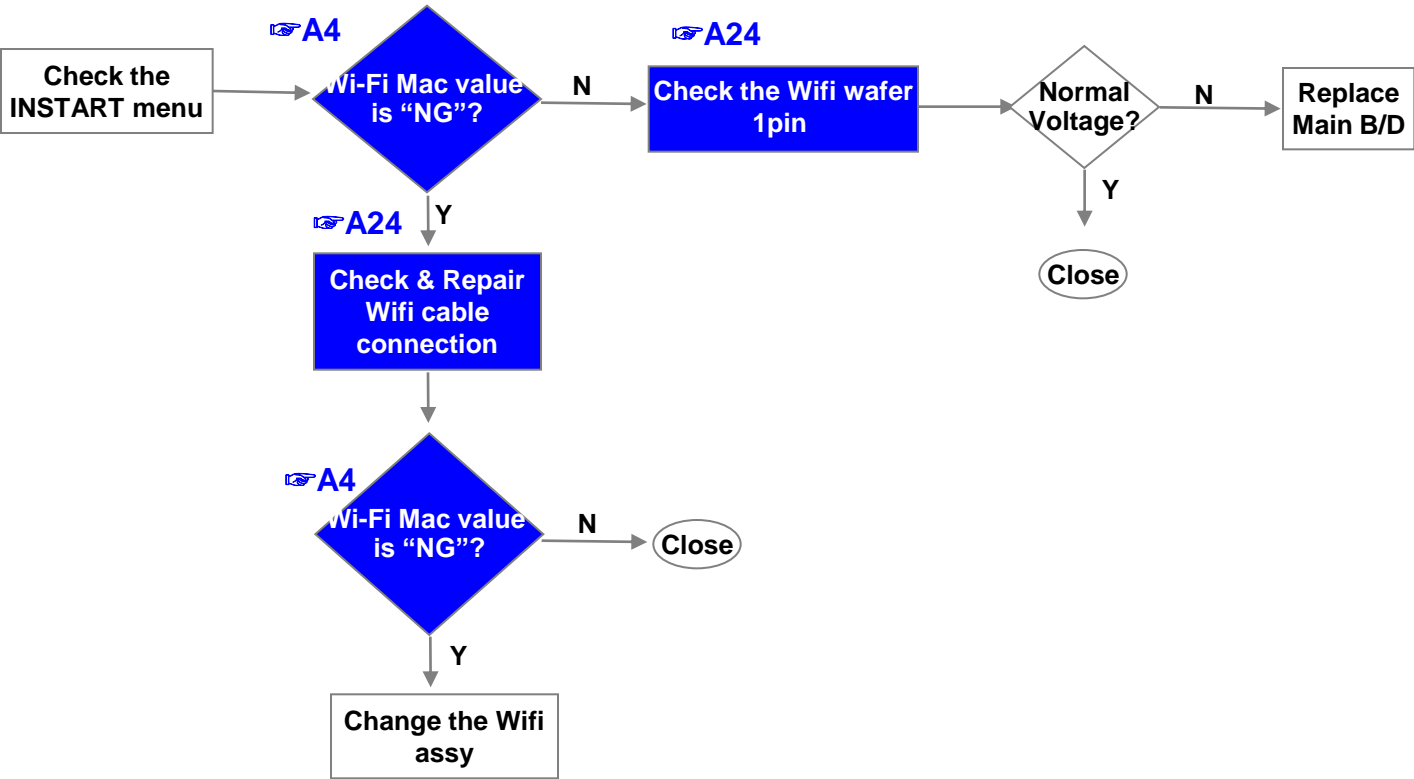 ☞A4
☞A24
Check the
INSTART menu
Wi-Fi Mac value
is “NG”?
N
Check the Wifi wafer
1pin
Normal
Voltage?
N
Replace
Main B/D
Y
Close
☞A24
Y
Check & Repair
Wifi cable
connection
☞A4
Wi-Fi Mac value
is “NG”?
N
Close
Y
Change the Wifi
assy